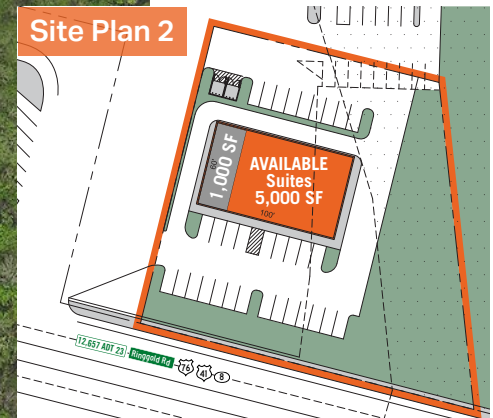 Site Plan 2
1,000 SF
60'
AVAILABLE
Suites
5,000 SF
100'
12,657 ADT 23
Ringgold Rd
76
41
8